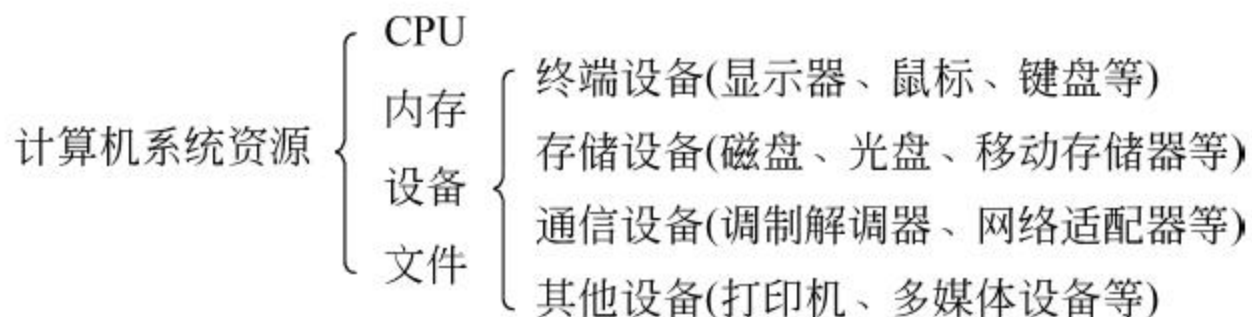 计算机系统资源
CPU
内存
设备
文件
终端设备(显示器、鼠标、键盘等)
存储设备(磁盘、光盘、移动存储器等)
通信设备(调制解调器、网络适配器等)
其他设备(打印机、多媒体设备等)